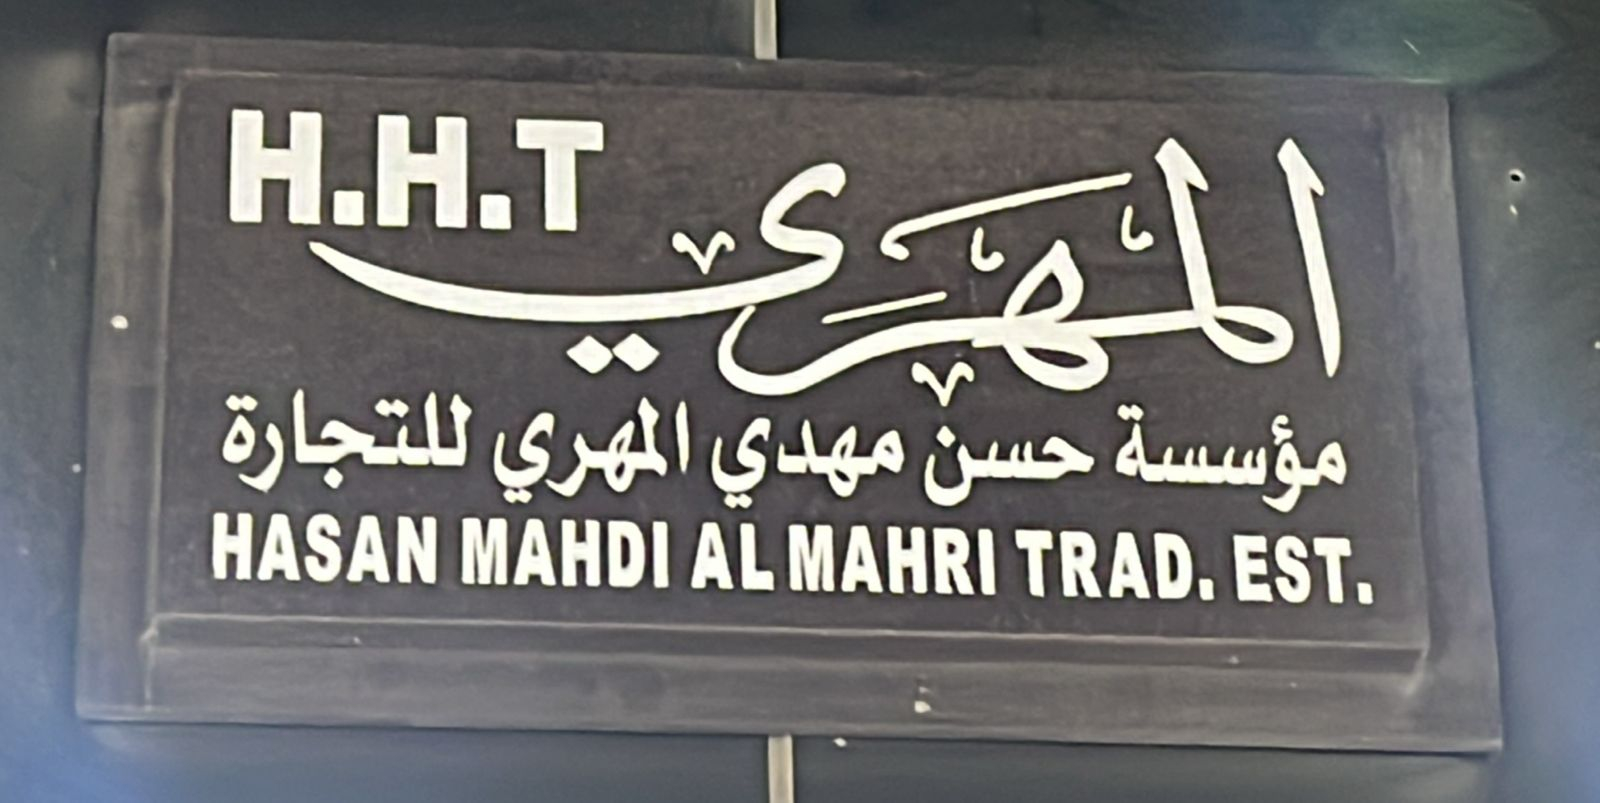 H.H.T
المهري
مؤسسة حسن مهدي المهري للتجارة
HASAN MAHDI AL MAHRI TRAD. EST.